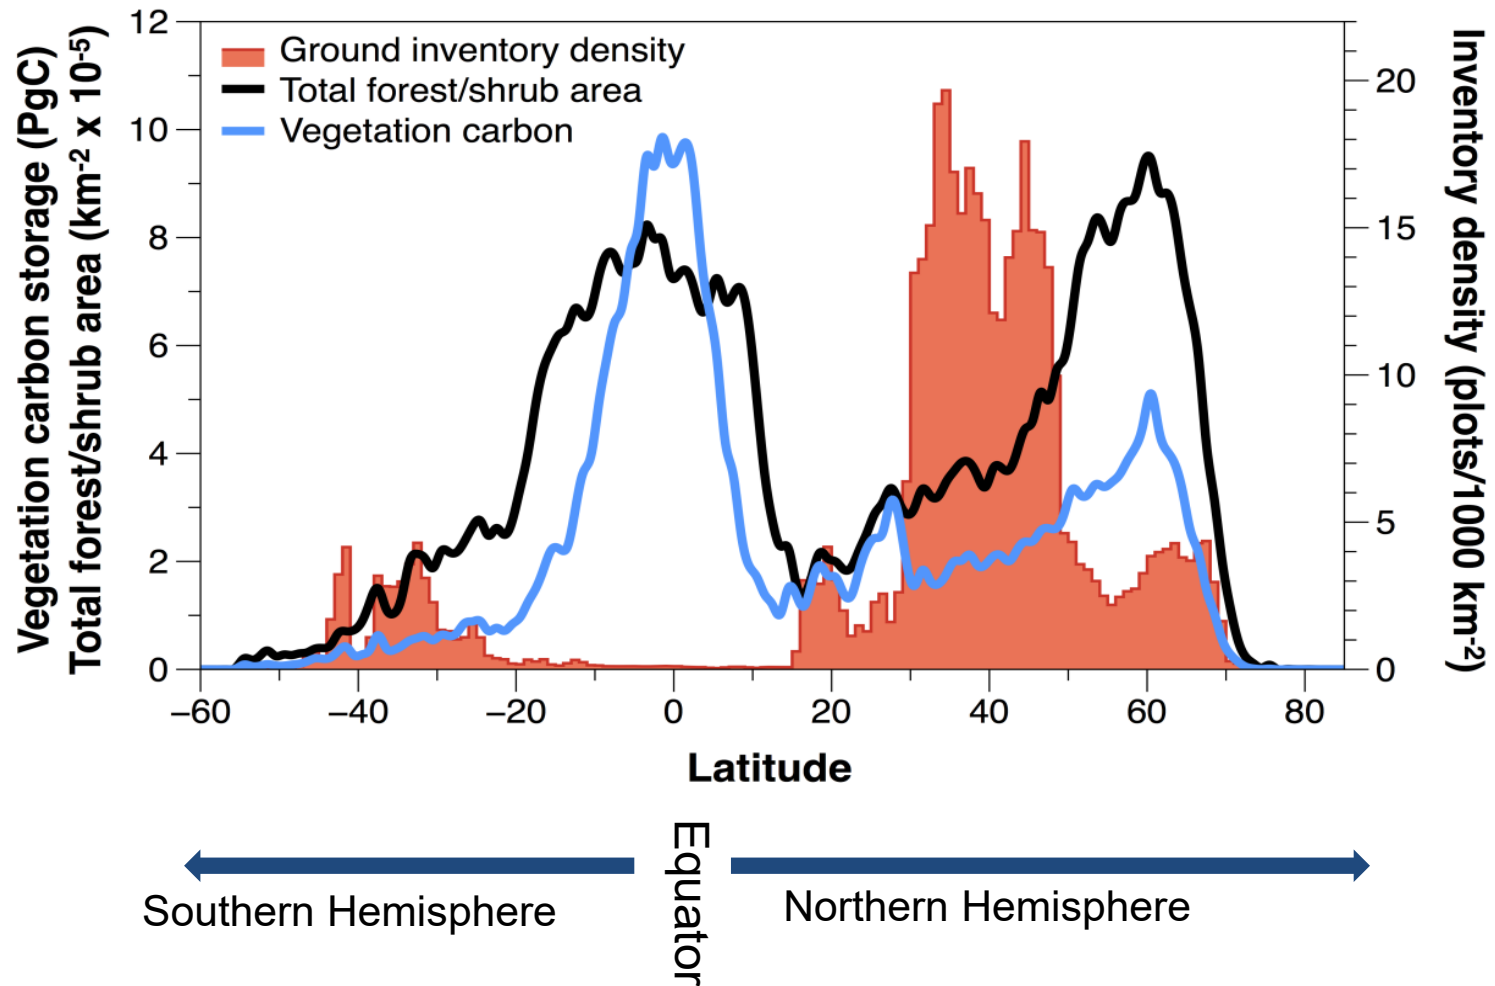 Vegetation carbon storage (PgC)
Total forest/shrub area (km-2 x 10-5)
12
10
8
6
4
2
0
Ground inventory density
Total forest/shrub area
Vegetation carbon
20
15
10
5
0
Inventory density (plots/1000 km-2)
−60
−40
−20
0
20
40
60
80
Latitude
Equator
Southern Hemisphere
Northern Hemisphere